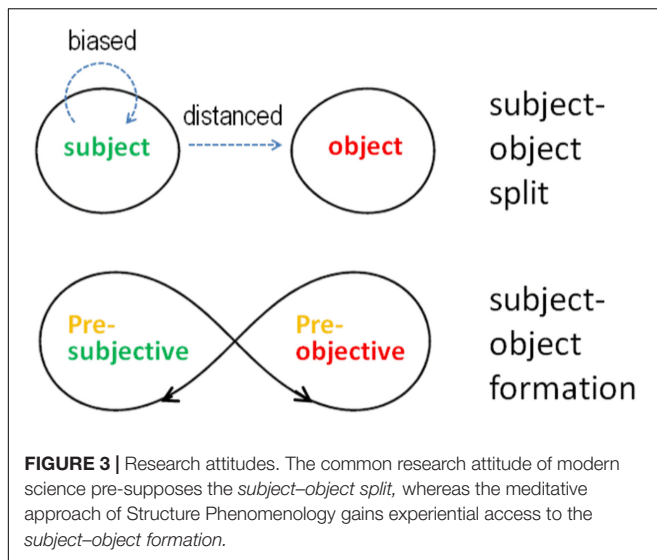 biased
distanced
subject
object
subject-
object
split
Pre-
subjective
Pre-
objective
subject-
object
formation
FIGURE 3 | Research attitudes. The common research attitude of modern
science pre-supposes the subject–object split, whereas the meditative
approach of Structure Phenomenology gains experiential access to the
subject–object formation.